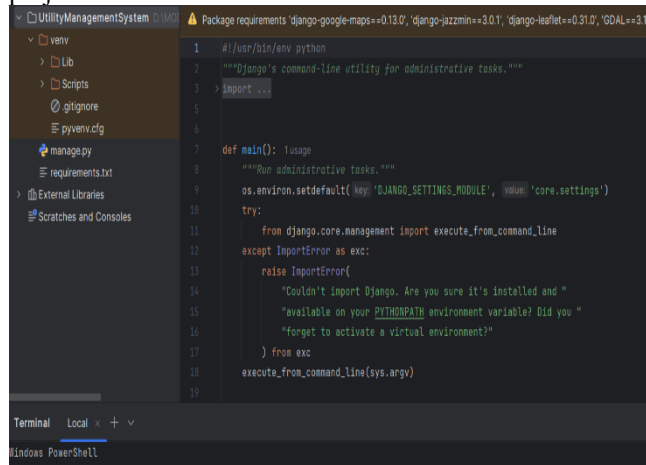 UtilityManagementSystem D:\MO
venv
Lib
Scripts
.gitignore
pyvenv.cfg
manage.py
requirements.txt
External Libraries
Scratches and Consoles
Package requirements 'django-google-maps==0.13.0', 'django-jazzmin==3.0.1', 'django-leaflet==0.31.0', 'GDAL==3.1
1 #!/usr/bin/env python
2 """Django's command-line utility for administrative tasks."""
3 import ...
5
6
7 def main(): 1 usage
8 """Run administrative tasks."""
9 os.environ.setdefault( key: 'DJANGO_SETTINGS_MODULE', value: 'core.settings')
10 try:
11 from django.core.management import execute_from_command_line
12 except ImportError as exc:
13 raise ImportError(
14 "Couldn't import Django. Are you sure it's installed and "
15 "available on your PYTHONPATH environment variable? Did you "
16 "forget to activate a virtual environment?"
17 ) from exc
18 execute_from_command_line(sys.argv)
19
Terminal Local × +
Windows PowerShell